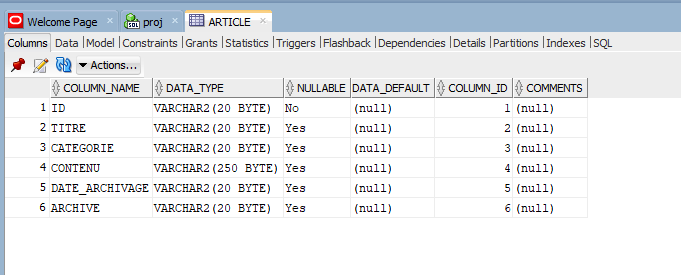 Welcome Page proj ARTICLE
Columns Data Model Constraints Grants Statistics Triggers Flashback Dependencies Details Partitions Indexes SQL
Actions...
COLUMN_NAME DATA_TYPE NULLABLE DATA_DEFAULT COLUMN_ID COMMENTS
1 ID VARCHAR2(20 BYTE) No (null) 1 (null)
2 TITRE VARCHAR2(20 BYTE) Yes (null) 2 (null)
3 CATEGORIE VARCHAR2(20 BYTE) Yes (null) 3 (null)
4 CONTENU VARCHAR2(250 BYTE) Yes (null) 4 (null)
5 DATE_ARCHIVAGE VARCHAR2(20 BYTE) Yes (null) 5 (null)
6 ARCHIVE VARCHAR2(20 BYTE) Yes (null) 6 (null)